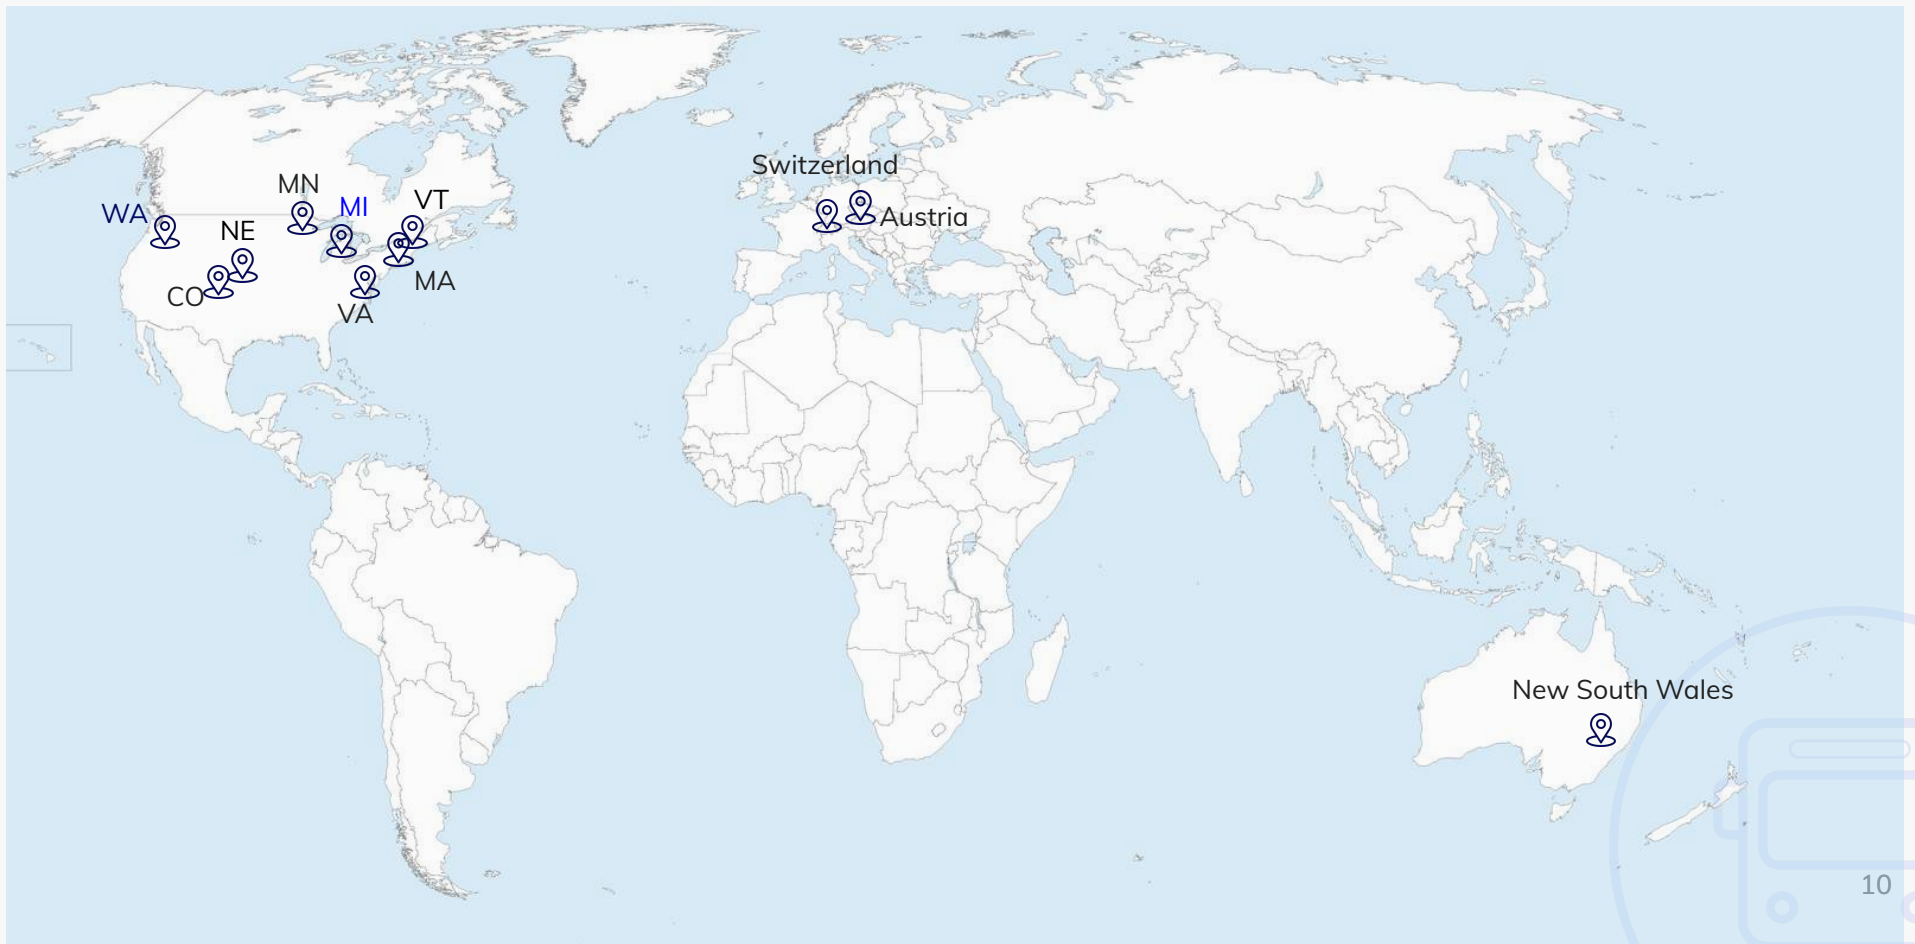 Switzerland
MN
VT
MI
WA
Austria
NE
MA
CO
VA
New South Wales
10